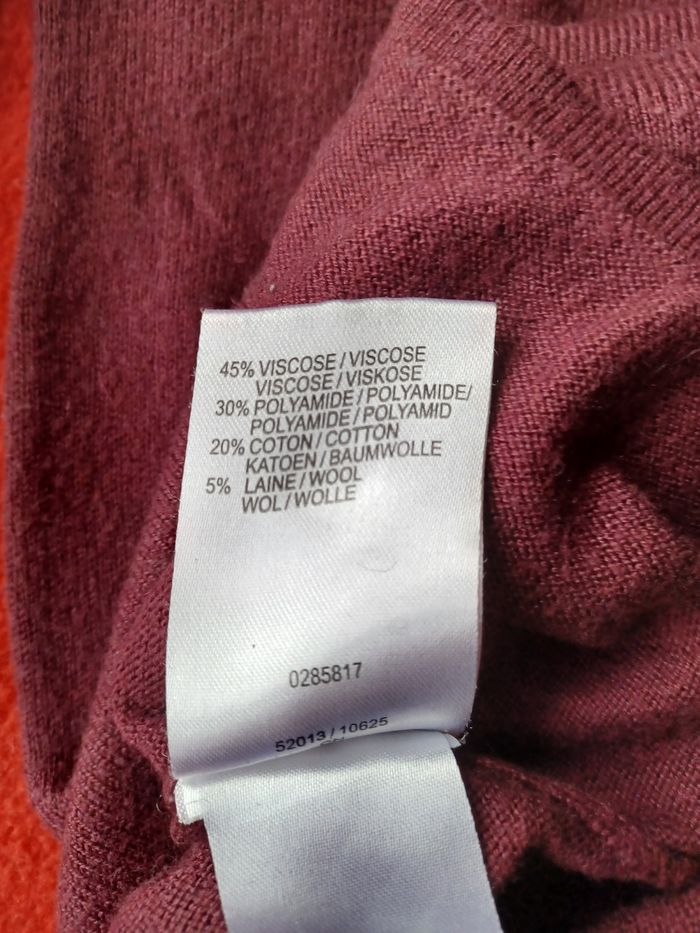 45% VISCOSE / VISCOSE
VISCOSE / VISKOSE
30% POLYAMIDE / POLYAMIDE/
POLYAMIDE / POLYAMID
20% COTON / COTTON
KATOEN / BAUMWOLLE
5% LAINE / WOOL
WOL / WOLLE
0285817
52013 / 10625